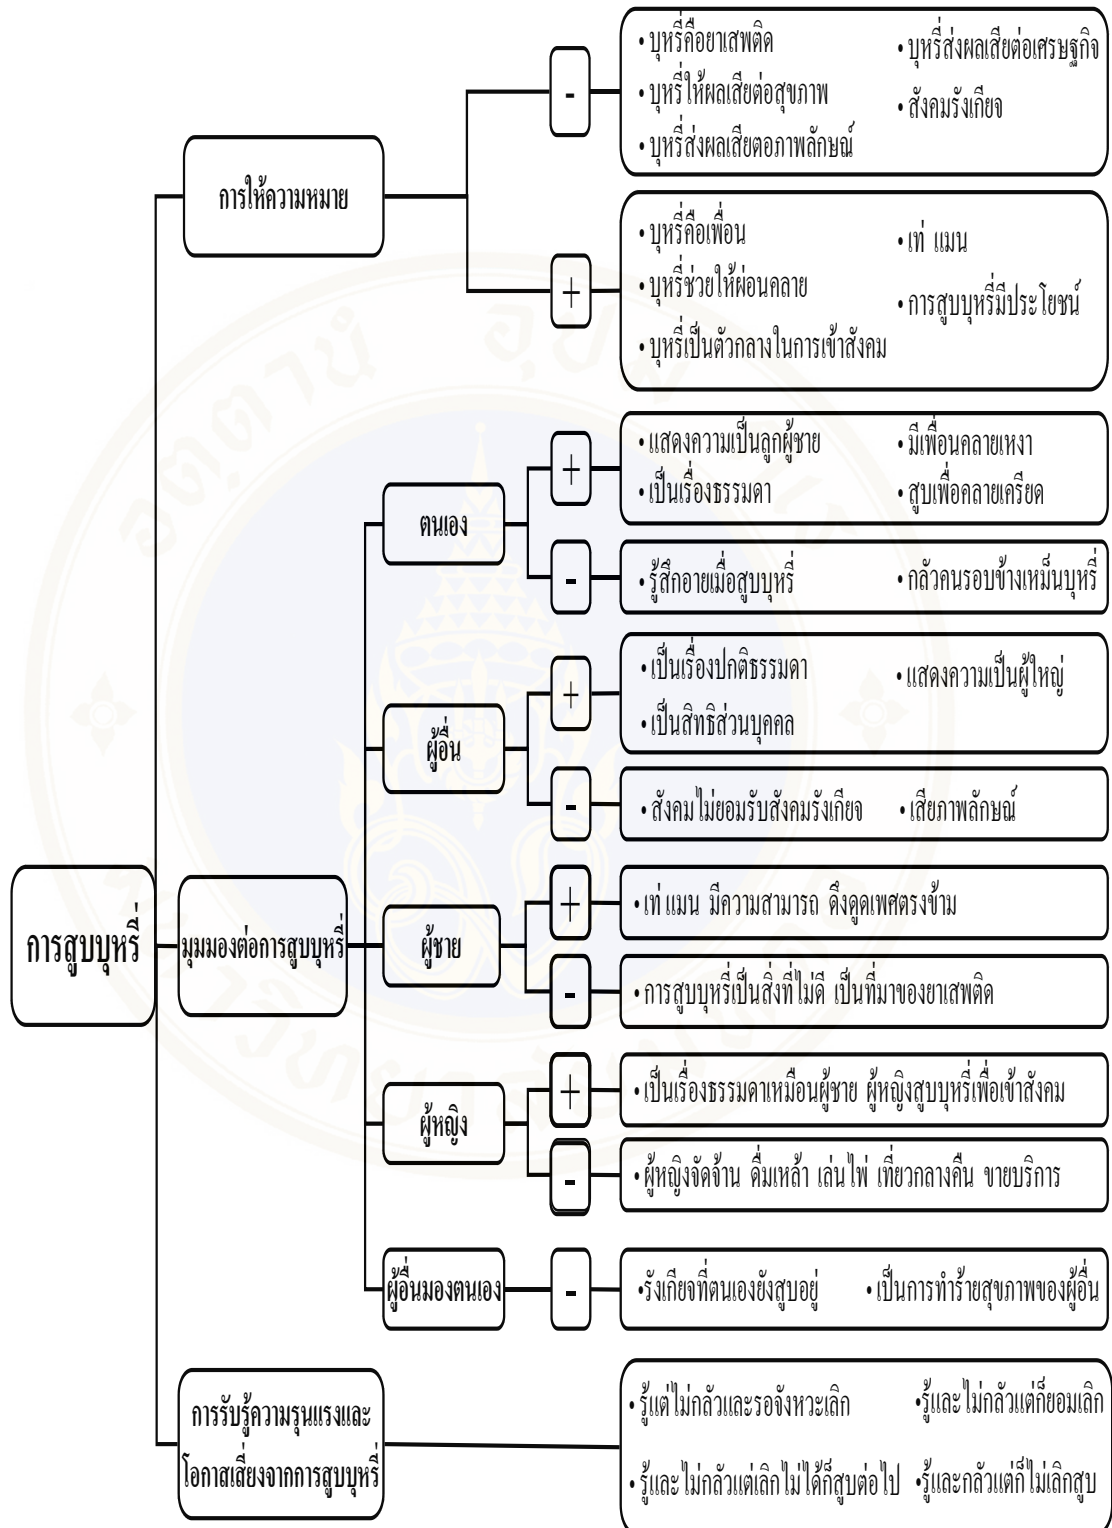 การสูบบุหรี่
การให้ความหมาย
-
• บุหรี่คือยาเสพติด
• บุหรี่ให้ผลเสียต่อสุขภาพ
• บุหรี่ส่งผลเสียตอภาพลักษณ์
• บุหรี่ส่งผลเสียต่อเศรษฐกิจ
• สังคมรังเกียจ
+
• บุหรี่คือเพื่อน
• บุหรี่ช่วยให้ผ่อนคลาย
• บุหรี่เป็นตัวกลางในการเข้าสังคม
• เท่ แมน
• การสูบบุหรี่มีประโยชน์
มุมมองต่อการสูบบุหรี่
ตนเอง
+
• แสดงความเป็นลูกผู้ชาย
• เป็นเรื่องธรรมดา
• มีเพื่อนคลายเหงา
• สูบเพื่อคลายเครียด
-
• รู้สึกอายเมื่อสูบบุหรี่
• กลัวคนรอบข้างเหม็นบุหรี่
ผู้อื่น
+
• เป็นเรื่องปกติธรรมดา
• เป็นสิทธิส่วนบุคคล
• แสดงความเป็นผู้ใหญ่
-
• สังคมไม่ยอมรับสังคมรังเกียจ
• เสียภาพลักษณ์
ผู้ชาย
+
• เท่ แมน มีความสามารถ ดึงดูดเพศตรงข้าม
-
• การสูบบุหรี่เป็นสิ่งที่ไม่ดี เป็นที่มาของยาเสพติด
ผู้หญิง
+
• เป็นเรื่องธรรมดาเหมือนผู้ชาย ผู้หญิงสูบบุหรี่เพื่อเข้าสังคม
-
• ผู้หญิงจัดจ้าน ดื่มเหล้า เล่นไพ่ เที่ยวกลางคืน ขายบริการ
ผู้อื่นมองตนเอง
-
• รังเกียจที่ตนเองยังสูบอยู่
• เป็นการทำร้ายสุขภาพของผู้อื่น
การรับรู้ความรุนแรงและ
โอกาสเสี่ยงจากการสูบบุหรี่
• รู้แต่ไม่กลัวและรอจังหวะเลิก
• รู้และไม่กลัวแต่ก็ยอมเลิก
• รู้และไม่กลัวแต่เลิกไม่ได้ก็สูบต่อไป
• รู้และกลัวแต่ก็ไม่เลิกสูบ